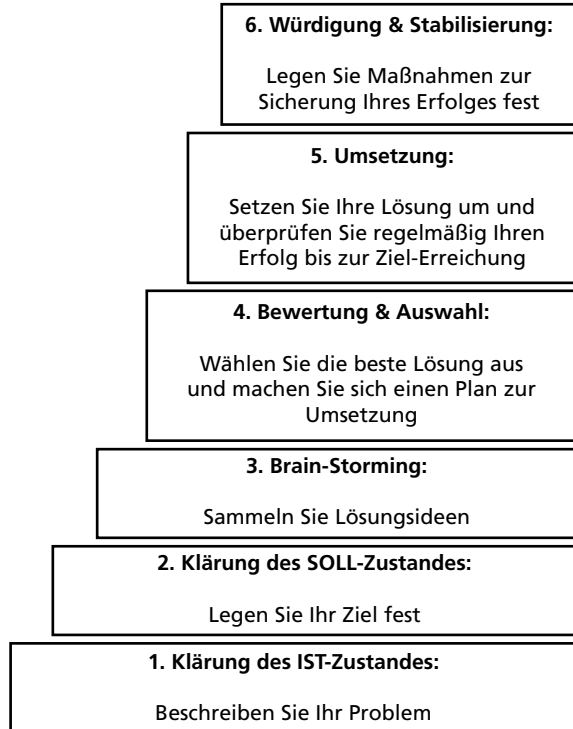 6. Würdigung & Stabilisierung:
Legen Sie Maßnahmen zur
Sicherung Ihres Erfolges fest
5. Umsetzung:
Setzen Sie Ihre Lösung um und
überprüfen Sie regelmäßig Ihren
Erfolg bis zur Ziel-Erreichung
4. Bewertung & Auswahl:
Wählen Sie die beste Lösung aus
und machen Sie sich einen Plan zur
Umsetzung
3. Brain-Storming:
Sammeln Sie Lösungsideen
2. Klärung des SOLL-Zustandes:
Legen Sie Ihr Ziel fest
1. Klärung des IST-Zustandes:
Beschreiben Sie Ihr Problem